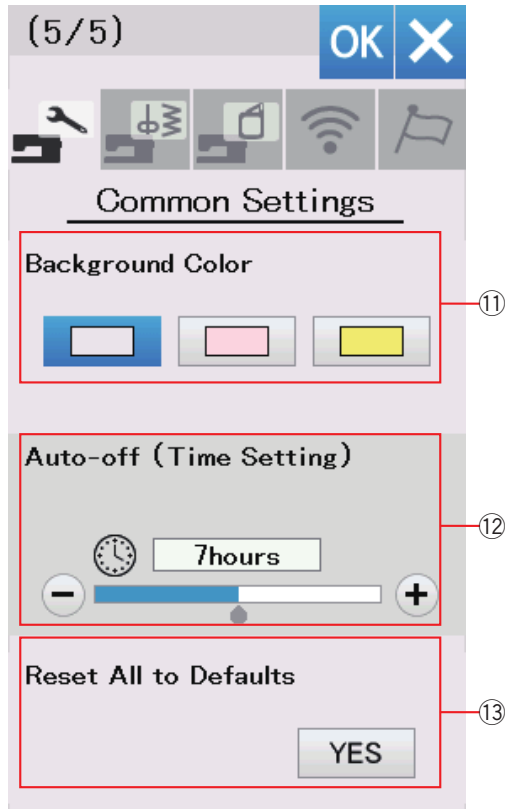 (5/5)
OK
Common Settings
Background Color
⑪
Auto-off (Time Setting)
⑫
7hours
Reset All to Defaults
⑬
YES